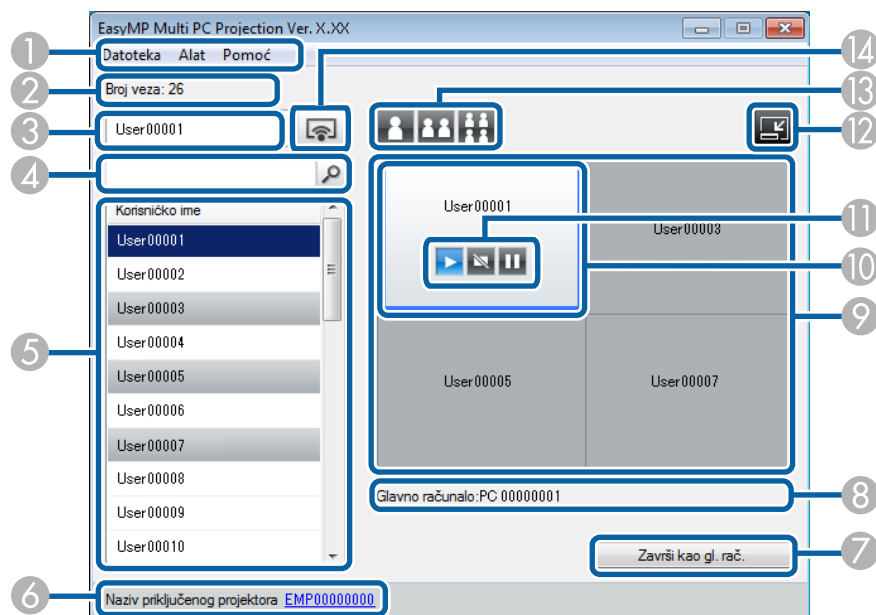 EasyMP Multi PC Projection Ver. X.XX
Datoteka Alat Pomoć
Broj veza: 26
User00001
Korisničko ime
User00001
User00002
User00003
User00004
User00005
User00006
User00007
User00008
User00009
User00010
Naziv priključenog projektora EMP00000000
User00001
User00003
User00005
User00007
Glavno računalo:PC 00000001
Završi kao gl. rač.
1
2
3
4
5
6
14
13
12
11
10
9
8
7